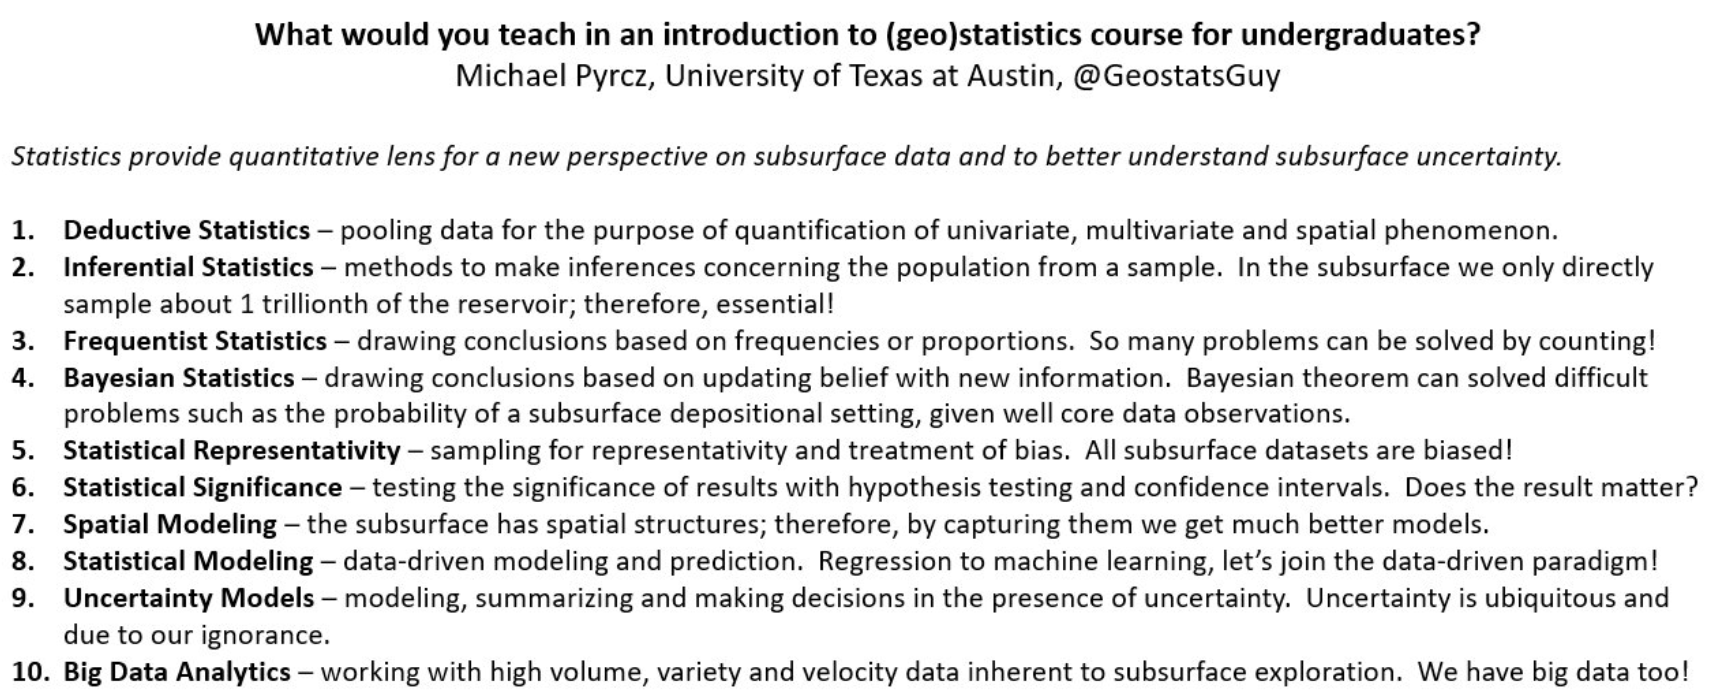 What would you teach in an introduction to (geo)statistics course for undergraduates?
Michael Pyrcz, University of Texas at Austin, @GeostatsGuy
Statistics provide quantitative lens for a new perspective on subsurface data and to better understand subsurface uncertainty.
1. Deductive Statistics – pooling data for the purpose of quantification of univariate, multivariate and spatial phenomenon.
2. Inferential Statistics – methods to make inferences concerning the population from a sample. In the subsurface we only directly
sample about 1 trillionth of the reservoir; therefore, essential!
3. Frequentist Statistics – drawing conclusions based on frequencies or proportions. So many problems can be solved by counting!
4. Bayesian Statistics – drawing conclusions based on updating belief with new information. Bayesian theorem can solved difficult
problems such as the probability of a subsurface depositional setting, given well core data observations.
5. Statistical Representativity – sampling for representativity and treatment of bias. All subsurface datasets are biased!
6. Statistical Significance – testing the significance of results with hypothesis testing and confidence intervals. Does the result matter?
7. Spatial Modeling – the subsurface has spatial structures; therefore, by capturing them we get much better models.
8. Statistical Modeling – data-driven modeling and prediction. Regression to machine learning, let's join the data-driven paradigm!
9. Uncertainty Models – modeling, summarizing and making decisions in the presence of uncertainty. Uncertainty is ubiquitous and
due to our ignorance.
10. Big Data Analytics – working with high volume, variety and velocity data inherent to subsurface exploration. We have big data too!